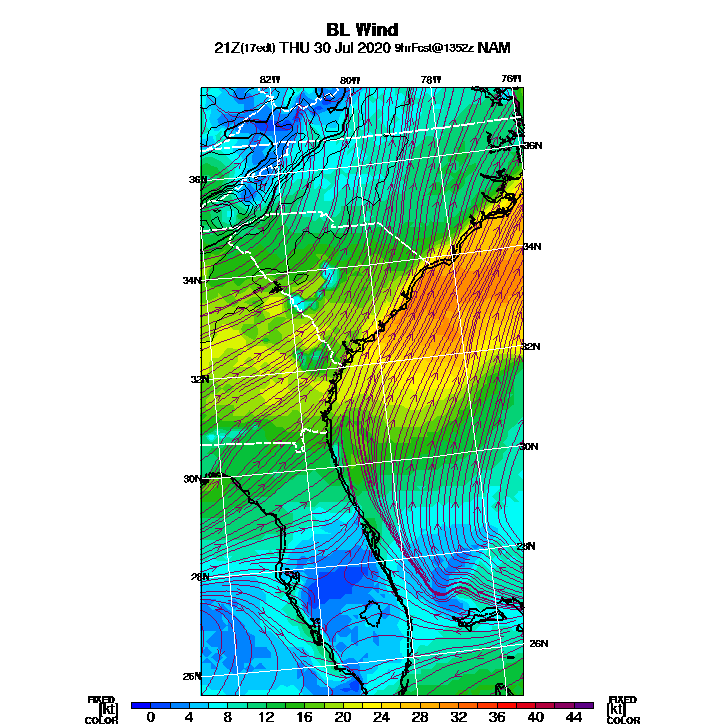 BL Wind
21Z(17edt) THU 30 Jul 2020 9hrFcst@1352z NAM
82W 80W 78W 76W
36N
36N
34N
34N
32N
32N
30N
30N
28N
28N
26N
26N
FIXED FIXED
[kt] 0 4 8 12 16 20 24 28 32 36 40 44 [kt]
COLOR COLOR